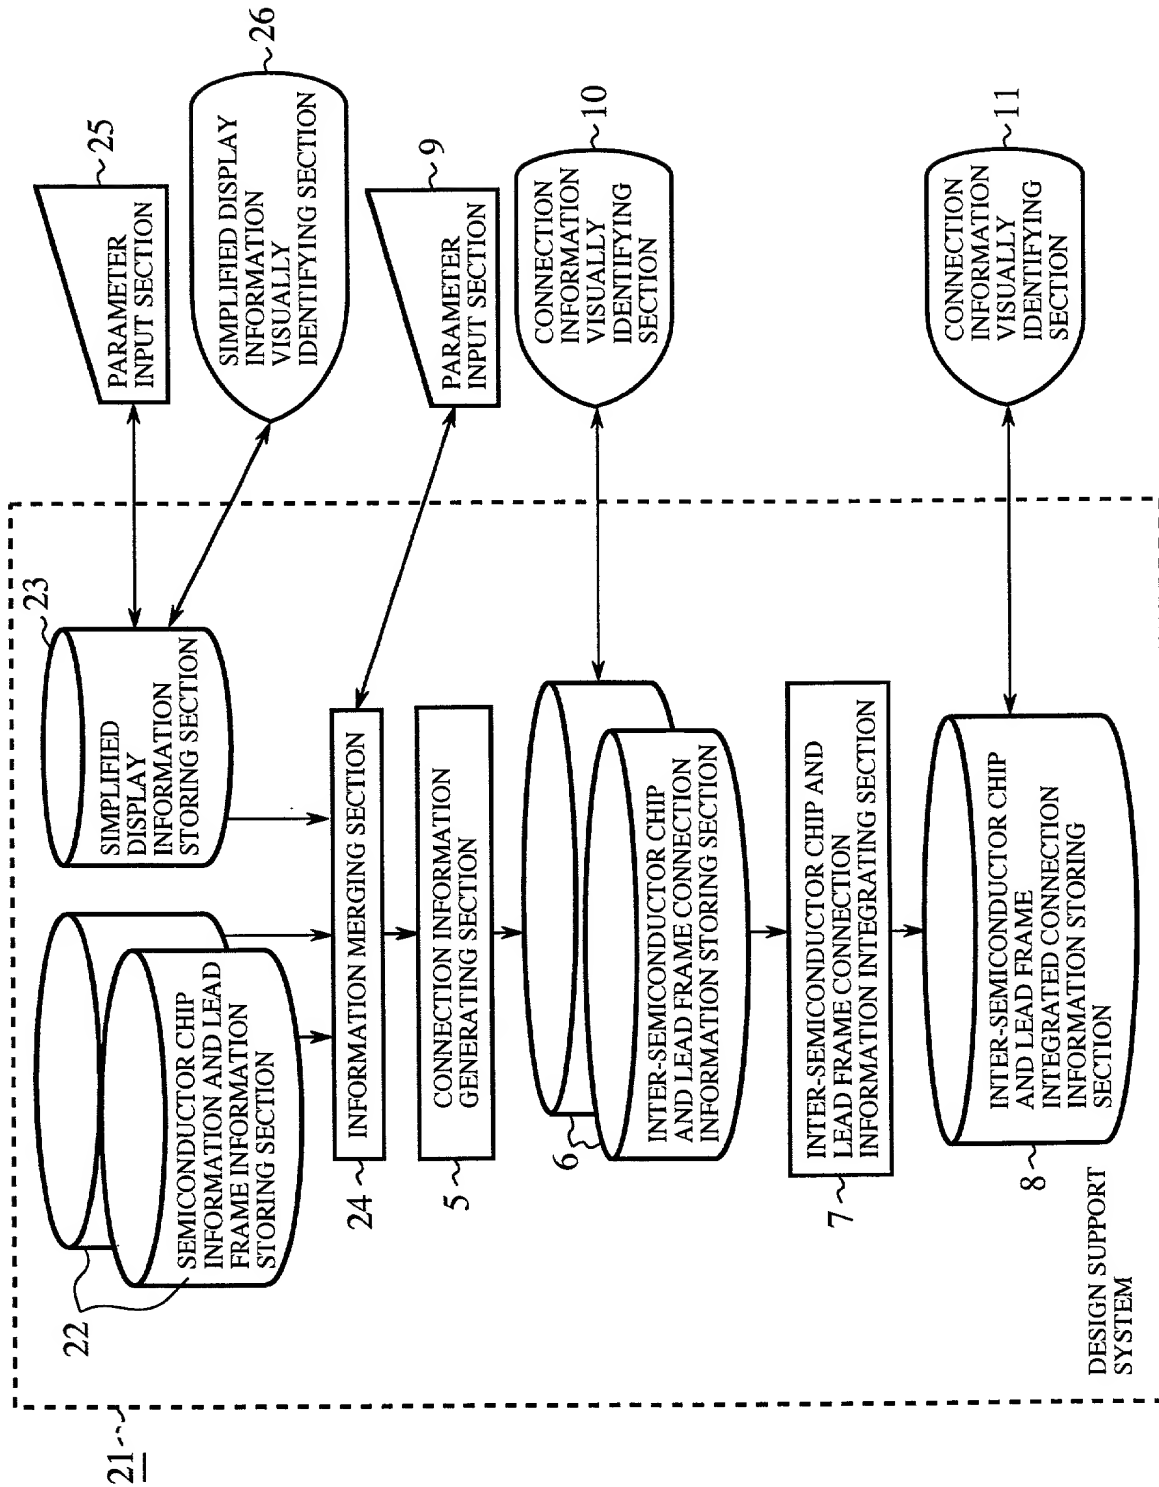 21
22
SEMICONDUCTOR CHIP
INFORMATION AND LEAD
FRAME INFORMATION
STORING SECTION
23
SIMPLIFIED
DISPLAY
INFORMATION
STORING SECTION
25
PARAMETER
INPUT SECTION
26
SIMPLIFIED DISPLAY
INFORMATION
VISUALLY
IDENTIFYING SECTION
24
INFORMATION MERGING SECTION
9
PARAMETER
INPUT SECTION
5
CONNECTION INFORMATION
GENERATING SECTION
6
INTER-SEMICONDUCTOR CHIP
AND LEAD FRAME CONNECTION
INFORMATION STORING SECTION
10
CONNECTION
INFORMATION
VISUALLY
IDENTIFYING
SECTION
7
INTER-SEMICONDUCTOR CHIP AND
LEAD FRAME CONNECTION
INFORMATION INTEGRATING SECTION
8
INTER-SEMICONDUCTOR CHIP
AND LEAD FRAME
INTEGRATED CONNECTION
INFORMATION STORING
SECTION
11
CONNECTION
INFORMATION
VISUALLY
IDENTIFYING
SECTION
DESIGN SUPPORT
SYSTEM